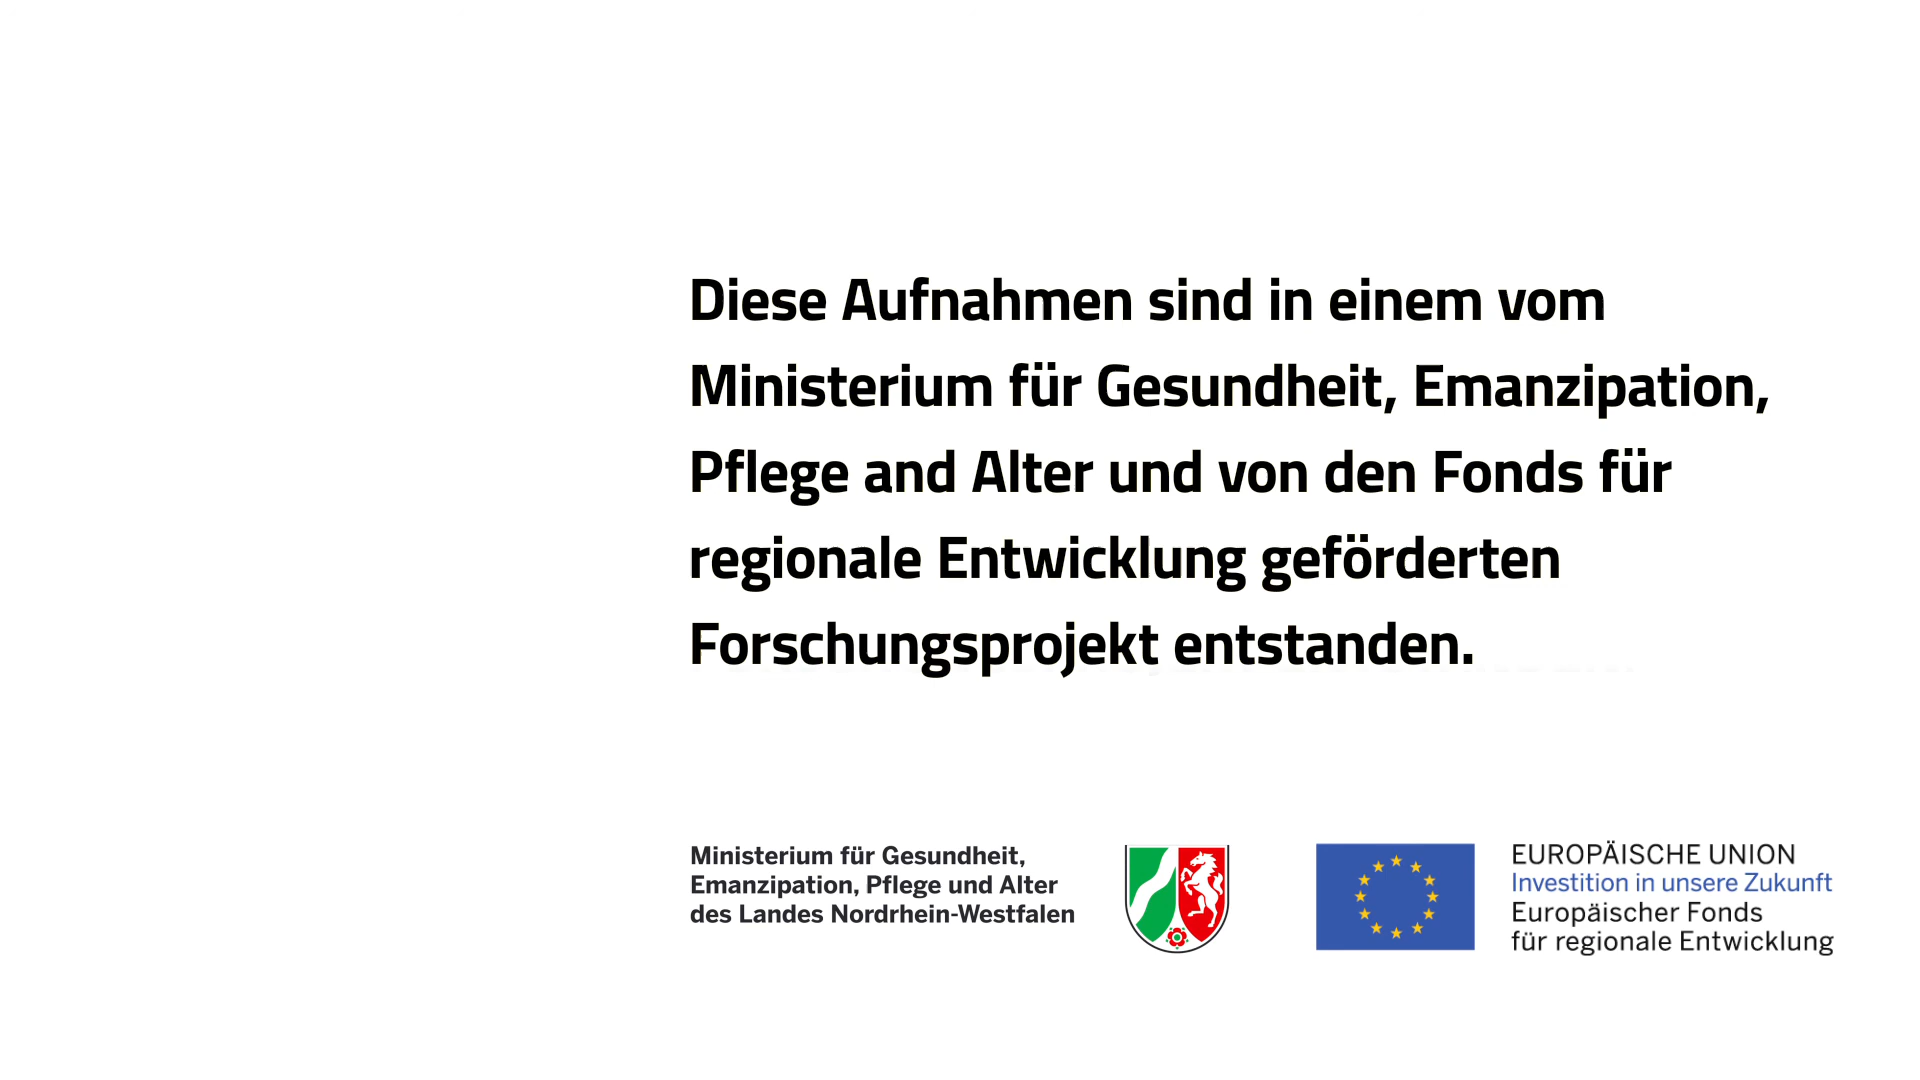 Diese Aufnahmen sind in einem vom
Ministerium für Gesundheit, Emanzipation,
Pflege and Alter und von den Fonds für
regionale Entwicklung geförderten
Forschungsprojekt entstanden.
Ministerium für Gesundheit,
Emanzipation, Pflege und Alter
des Landes Nordrhein-Westfalen
EUROPÄISCHE UNION
Investition in unsere Zukunft
Europäischer Fonds
für regionale Entwicklung